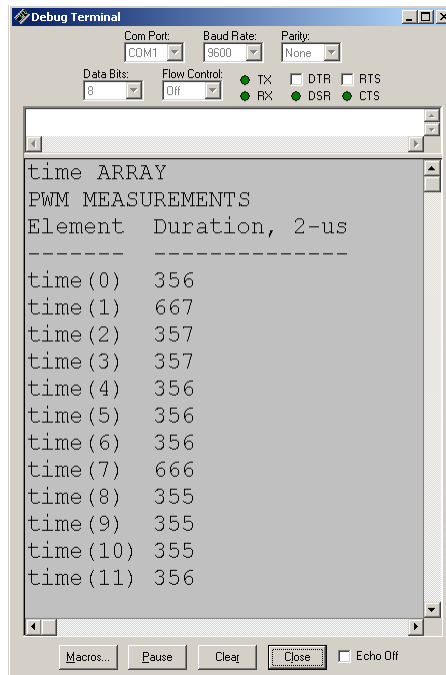 Debug Terminal
Com Port: Baud Rate: Parity:
COM1 9600 None
Data Bits: Flow Control: TX DTR RTS
8 Off RX DSR CTS
time ARRAY
PWM MEASUREMENTS
Element Duration, 2-us
------- --------------
time(0) 356
time(1) 667
time(2) 357
time(3) 357
time(4) 356
time(5) 356
time(6) 356
time(7) 666
time(8) 355
time(9) 355
time(10) 355
time(11) 356
Macros... Pause Clear Close Echo Off